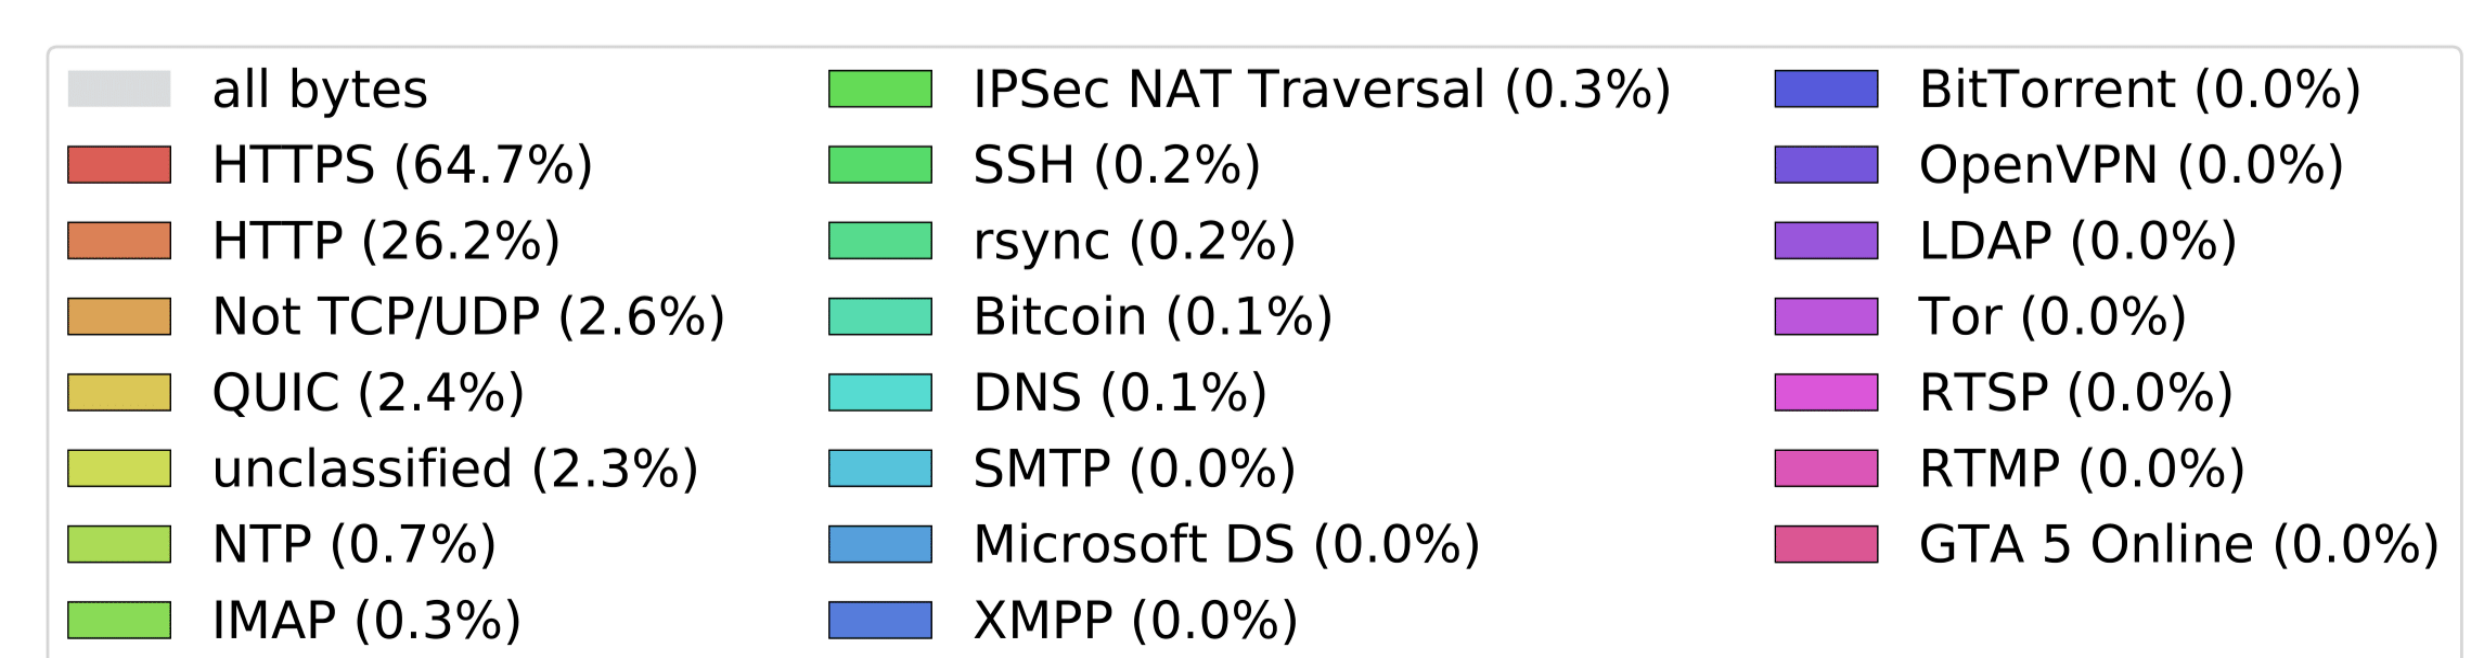 all bytes
HTTPS (64.7%)
HTTP (26.2%)
Not TCP/UDP (2.6%)
QUIC (2.4%)
unclassified (2.3%)
NTP (0.7%)
IMAP (0.3%)
IPSec NAT Traversal (0.3%)
SSH (0.2%)
rsync (0.2%)
Bitcoin (0.1%)
DNS (0.1%)
SMTP (0.0%)
Microsoft DS (0.0%)
XMPP (0.0%)
BitTorrent (0.0%)
OpenVPN (0.0%)
LDAP (0.0%)
Tor (0.0%)
RTSP (0.0%)
RTMP (0.0%)
GTA 5 Online (0.0%)